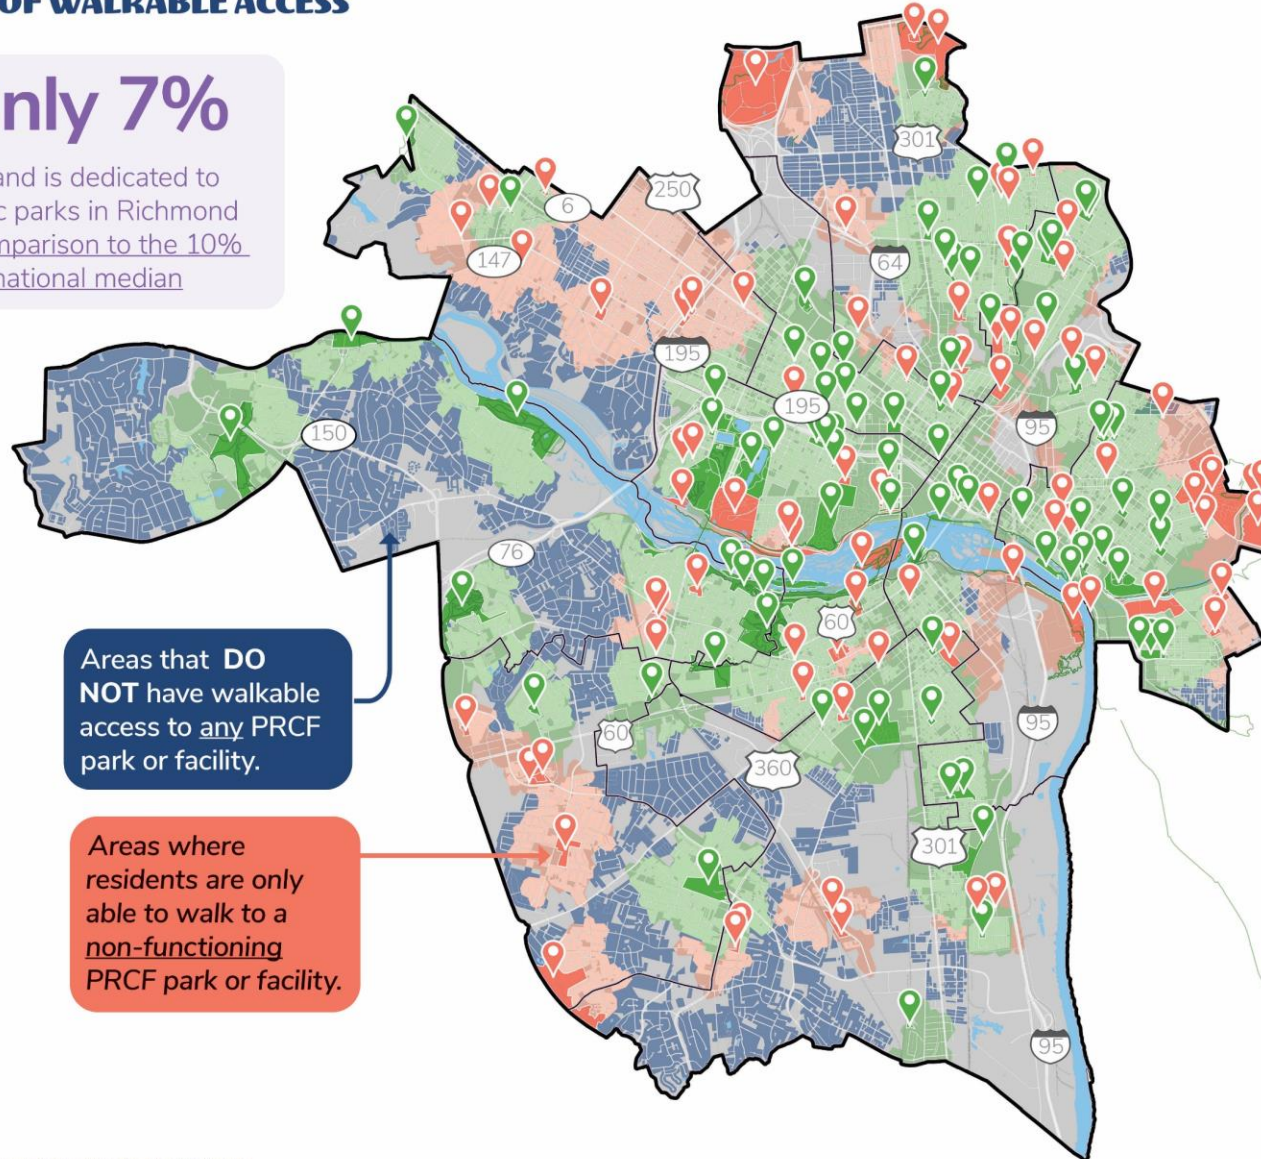 OF WALKABLE ACCESS
nly 7%
and is dedicated to
c parks in Richmond
mparison to the 10%
national median
301
250
6
147
64
195
195
150
95
76
60
Areas that DO
NOT have walkable
access to any PRCF
park or facility.
60
95
360
Areas where
residents are only
able to walk to a
non-functioning
PRCF park or facility.
301
95